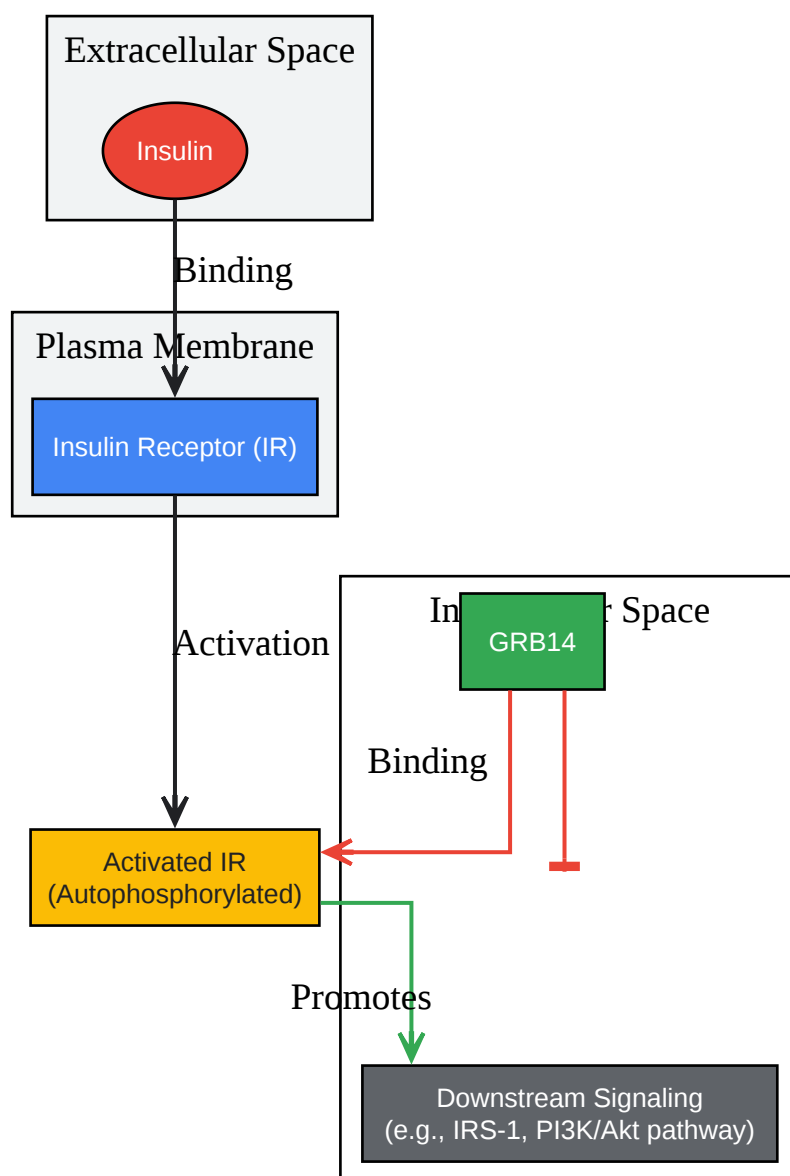 Extracellular Space
Insulin
Binding
Plasma Membrane
Insulin Receptor (IR)
Space
GRB14
Activation
Binding
Activated IR
(Autophosphorylated)
Promotes
Downstream Signaling
(e.g., IRS-1, PI3K/Akt pathway)